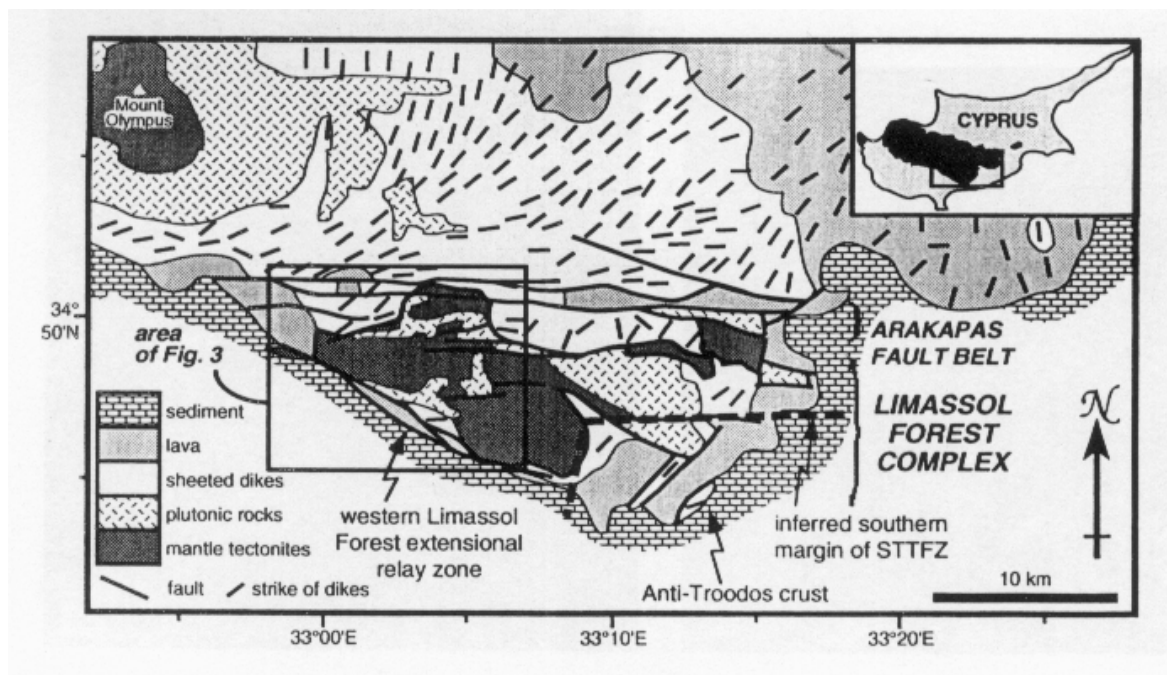 Mount
Olympus
CYPRUS
34°
50'N
area
of Fig. 3
ARAKAPAS
FAULT BELT
LIMASSOL
FOREST
COMPLEX
N
sediment
lava
sheeted dikes
plutonic rocks
mantle tectonites
fault
strike of dikes
western Limassol
Forest extensional
relay zone
inferred southern
margin of STTFZ
Anti-Troodos crust
10 km
33°00'E
33°10'E
33°20'E